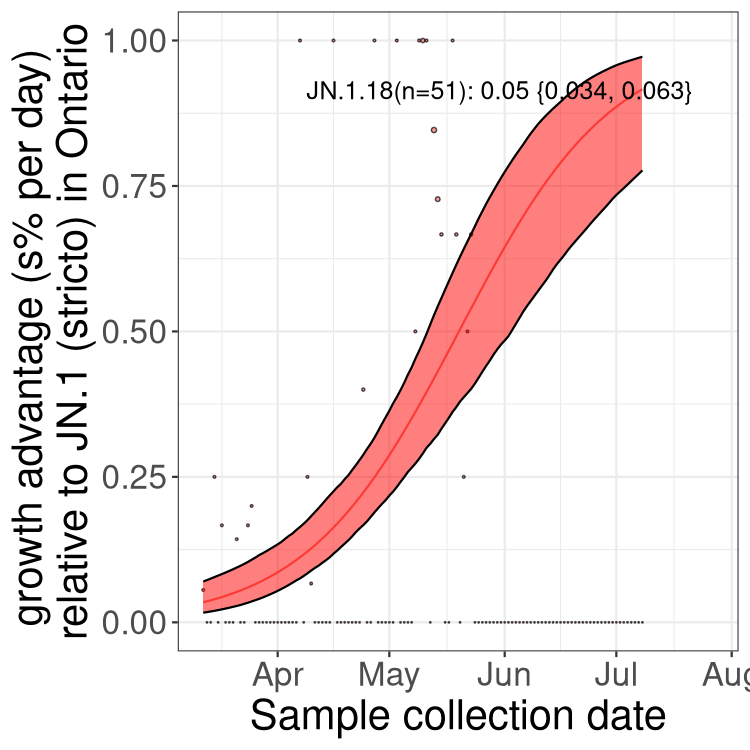 growth advantage (s% per day)
relative to JN.1 (stricto) in Ontario
1.00
0.75
0.50
0.25
0.00
JN.1.18(n=51): 0.05 {0.034, 0.063}
Apr May Jun Jul Aug
Sample collection date